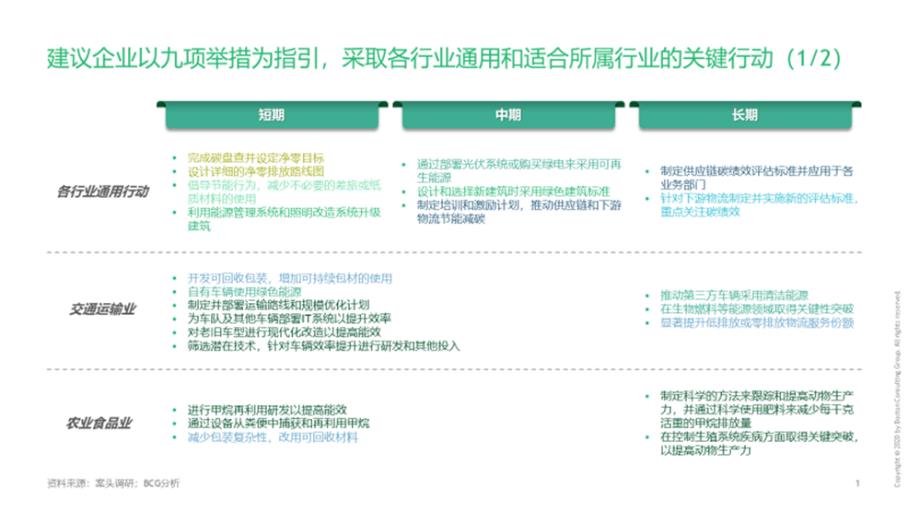 建议企业以九项举措为指引，采取各行业通用和适合所属行业的关键行动（1/2）
短期
中期
长期
各行业通用行动
• 完成碳盘查并设定净零目标
• 设计详细的净零排放路线图
• 倡导节能行为，减少不必要的差旅或纸
质材料的使用
• 利用能源管理系统和照明改造系统升级
建筑
• 通过部署光伏系统或购买绿电来采用可再
生能源
• 设计和选择新建筑时采用绿色建筑标准
• 制定培训和激励计划，推动供应链和下游
物流节能减碳
• 制定供应链碳绩效评估标准并应用于各
业务部门
• 针对下游物流制定并实施新的评估标准，
重点关注碳绩效
交通运输业
• 开发可回收包装，增加可持续包材的使用
• 自有车辆使用绿色能源
• 制定并部署运输路线和规模优化计划
• 为车队及其他车辆部署IT系统以提升效率
• 对老旧车型进行现代化改造以提高能效
• 筛选潜在技术，针对车辆效率提升进行研发和其他投入
• 推动第三方车辆采用清洁能源
• 在生物燃料等能源领域取得关键性突破
• 显著提升低排放或零排放物流服务份额
农业食品业
• 进行甲烷再利用研发以提高能效
• 通过设备从粪便中捕获和再利用甲烷
• 减少包装复杂性，改用可回收材料
• 制定科学的方法来跟踪和提高动物生产
力，并通过科学使用肥料来减少每千克
活重的甲烷排放量
• 在控制生殖系统疾病方面取得关键突破，
以提高动物生产力
资料来源：案头调研；BCG分析
1
Copyright © 2020 by Boston Consulting Group. All rights reserved.